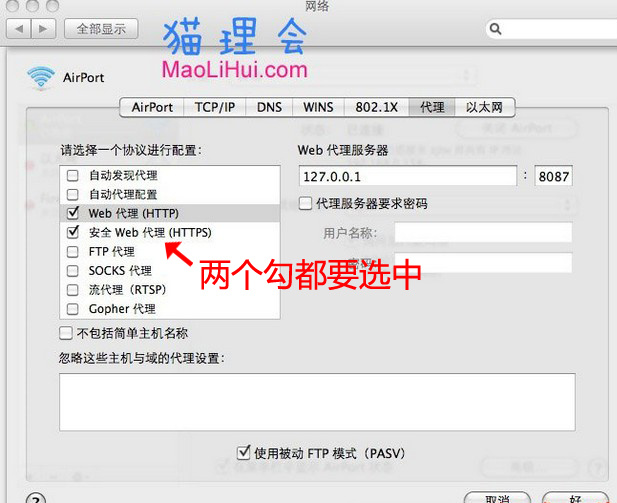 网络
全部显示
猫理会
MaoLiHui.com
AirPort
AirPort TCP/IP DNS WINS 802.1X 代理 以太网
请选择一个协议进行配置：
自动发现代理
自动代理配置
Web 代理 (HTTP)
安全 Web 代理 (HTTPS)
FTP 代理
SOCKS 代理
流代理（RTSP）
Gopher 代理
Web 代理服务器
127.0.0.1 : 8087
代理服务器要求密码
用户名称：
密码：
两个勾都要选中
不包括简单主机名称
忽略这些主机与域的代理设置：
使用被动 FTP 模式（PASV）
?
取消 好